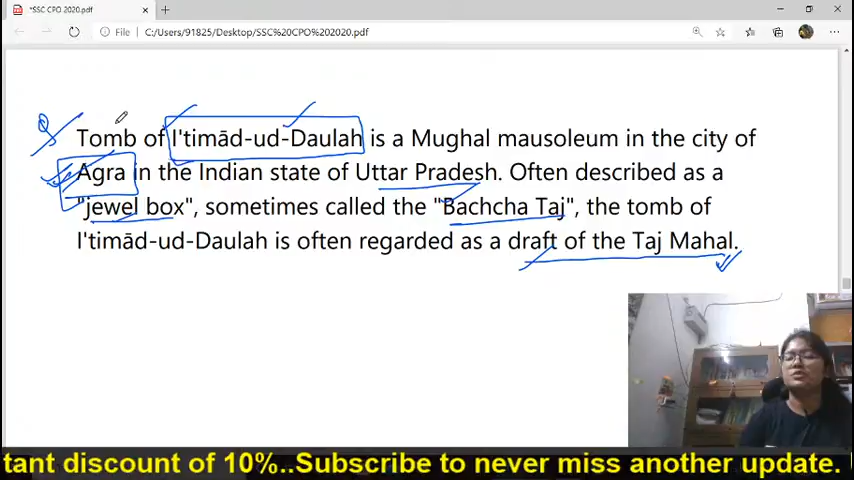 *SSC CPO 2020.pdf
File | C:/Users/91825/Desktop/SSC%20CPO%202020.pdf
Q
Tomb of I'timād-ud-Daulah is a Mughal mausoleum in the city of
Agra in the Indian state of Uttar Pradesh. Often described as a
"jewel box", sometimes called the "Bachcha Taj", the tomb of
I'timād-ud-Daulah is often regarded as a draft of the Taj Mahal.
tant discount of 10%..Subscribe to never miss another update.